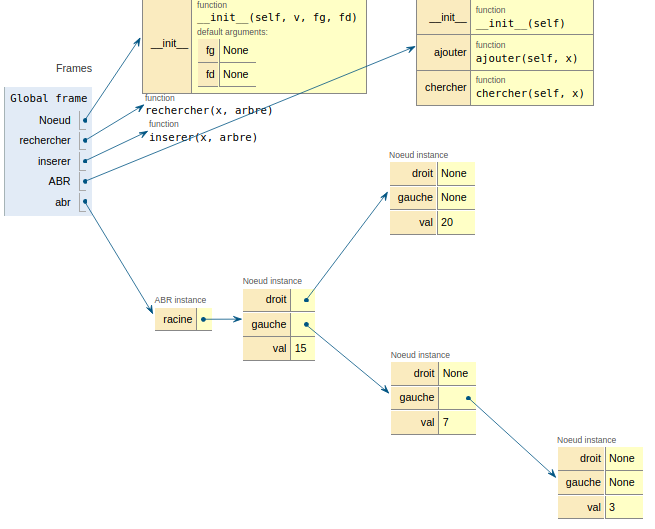 function
__init__(self, v, fg, fd)
default arguments:
__init__
fg None
fd None
function
__init__ __init__(self)
function
ajouter ajouter(self, x)
function
chercher chercher(self, x)
Frames
Global frame
Noeud
rechercher
inserer
ABR
abr
function
rechercher(x, arbre)
function
inserer(x, arbre)
Noeud instance
droit None
gauche None
val 20
ABR instance
racine
Noeud instance
droit
gauche
val 15
Noeud instance
droit None
gauche
val 7
Noeud instance
droit None
gauche None
val 3